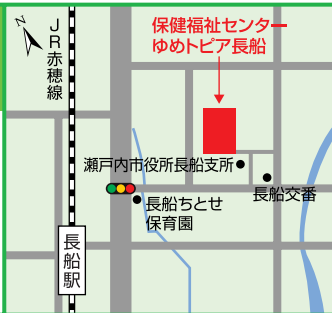 保健福祉センター
ゆめトピア長船
N
JR赤穂線
瀬戸内市役所長船支所
長船交番
長船ちとせ
保育園
長船駅